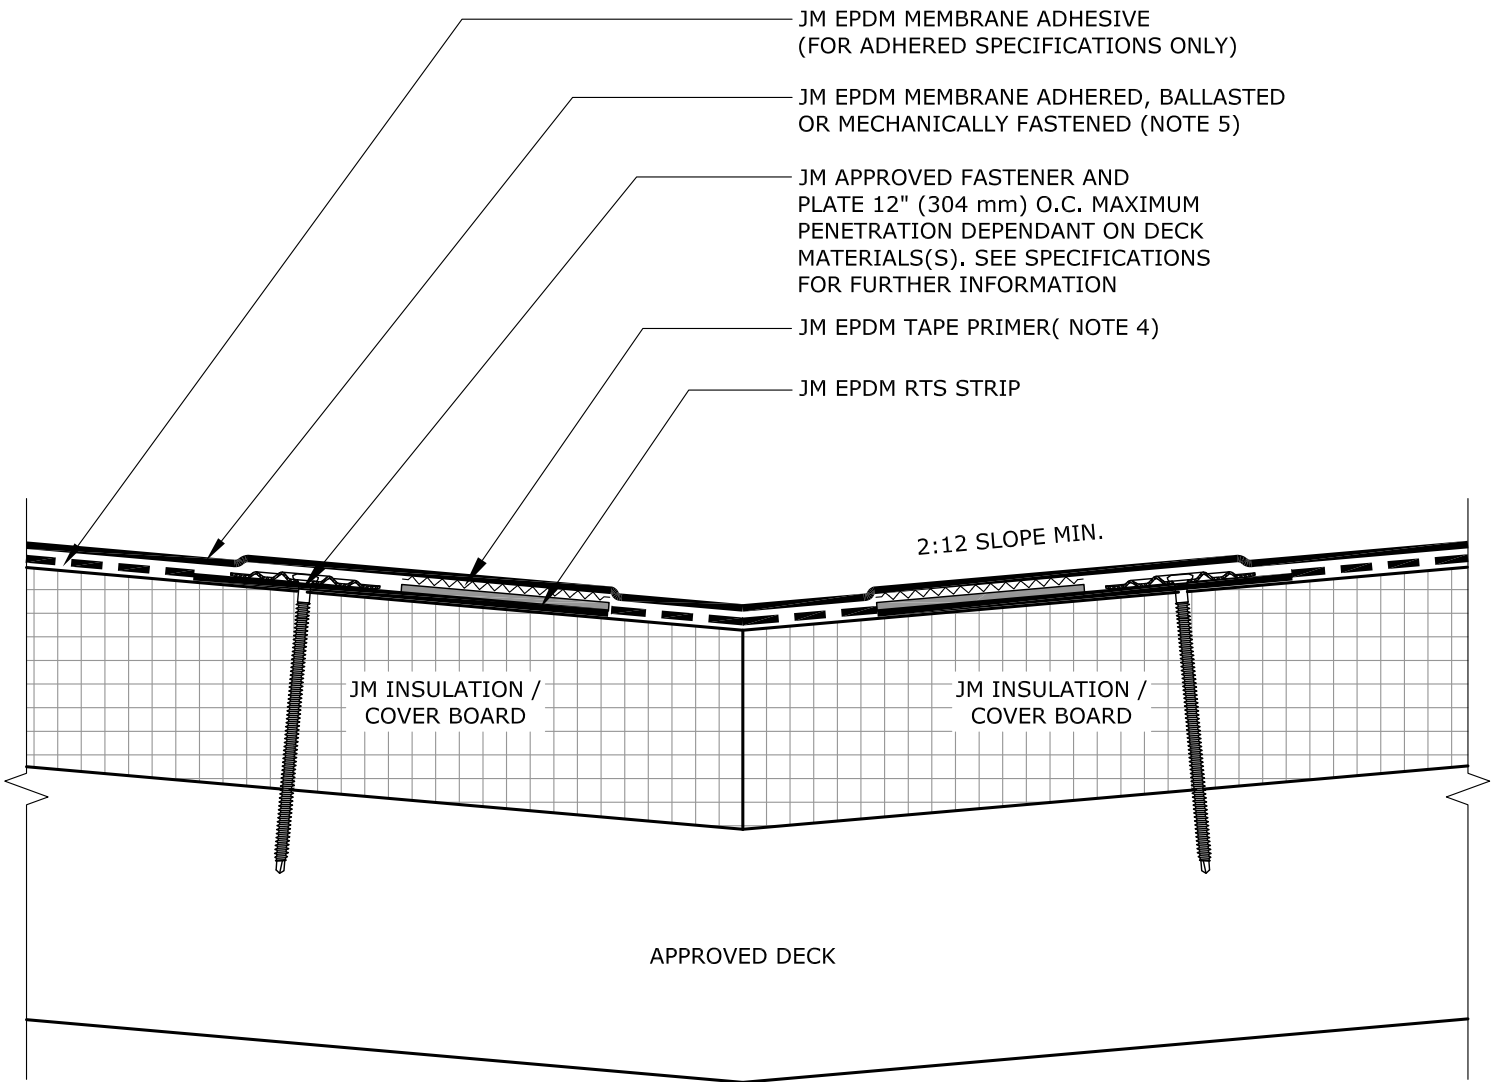 JM EPDM MEMBRANE ADHESIVE
(FOR ADHERED SPECIFICATIONS ONLY)
JM EPDM MEMBRANE ADHERED, BALLASTED
OR MECHANICALLY FASTENED (NOTE 5)
JM APPROVED FASTENER AND
PLATE 12" (304 mm) O.C. MAXIMUM
PENETRATION DEPENDANT ON DECK
MATERIALS(S). SEE SPECIFICATIONS
FOR FURTHER INFORMATION
JM EPDM TAPE PRIMER( NOTE 4)
JM EPDM RTS STRIP
2:12 SLOPE MIN.
JM INSULATION /
COVER BOARD
JM INSULATION /
COVER BOARD
APPROVED DECK